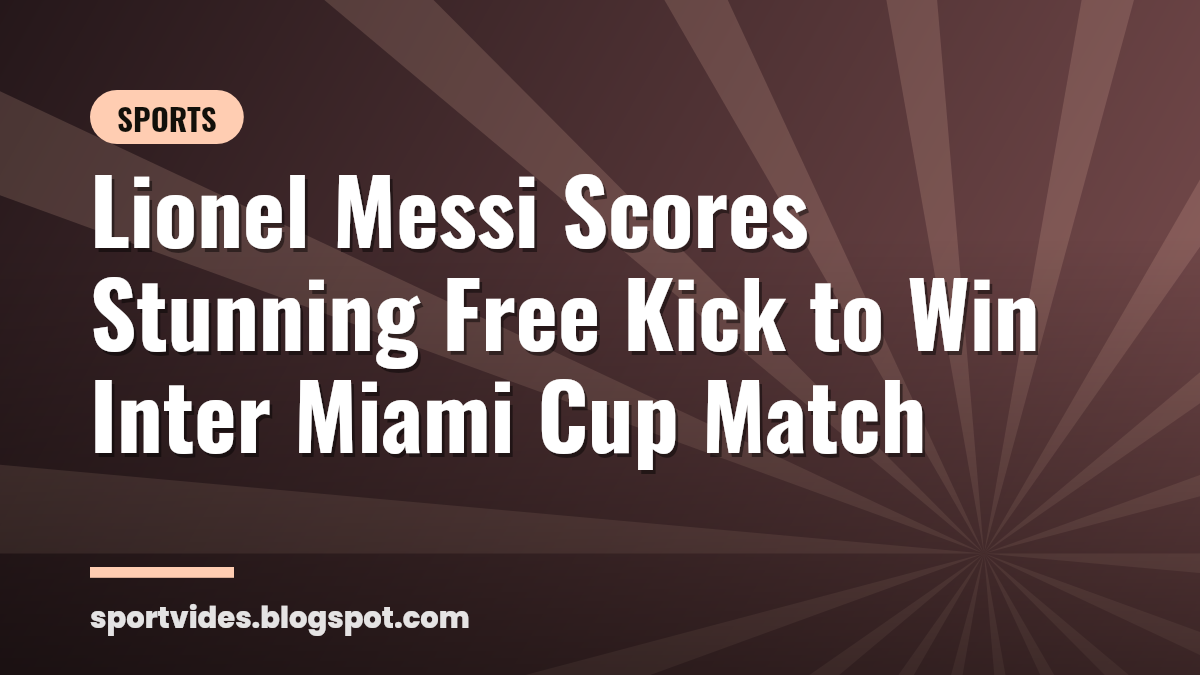 SPORTS
Lionel Messi Scores
Stunning Free Kick to Win
Inter Miami Cup Match
sportvides.blogspot.com